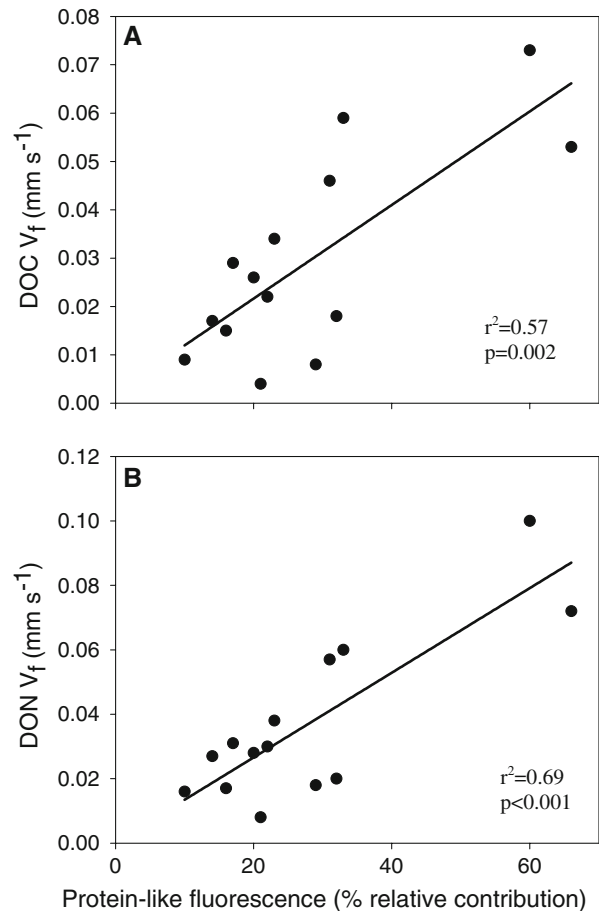 A
0.08
0.07
0.06
0.05
0.04
0.03
0.02
0.01
0.00
DOC Vf (mm s-1)
r2=0.57
p=0.002
B
0.12
0.10
0.08
0.06
0.04
0.02
0.00
DON Vf (mm s-1)
r2=0.69
p<0.001
0 20 40 60
Protein-like fluorescence (% relative contribution)